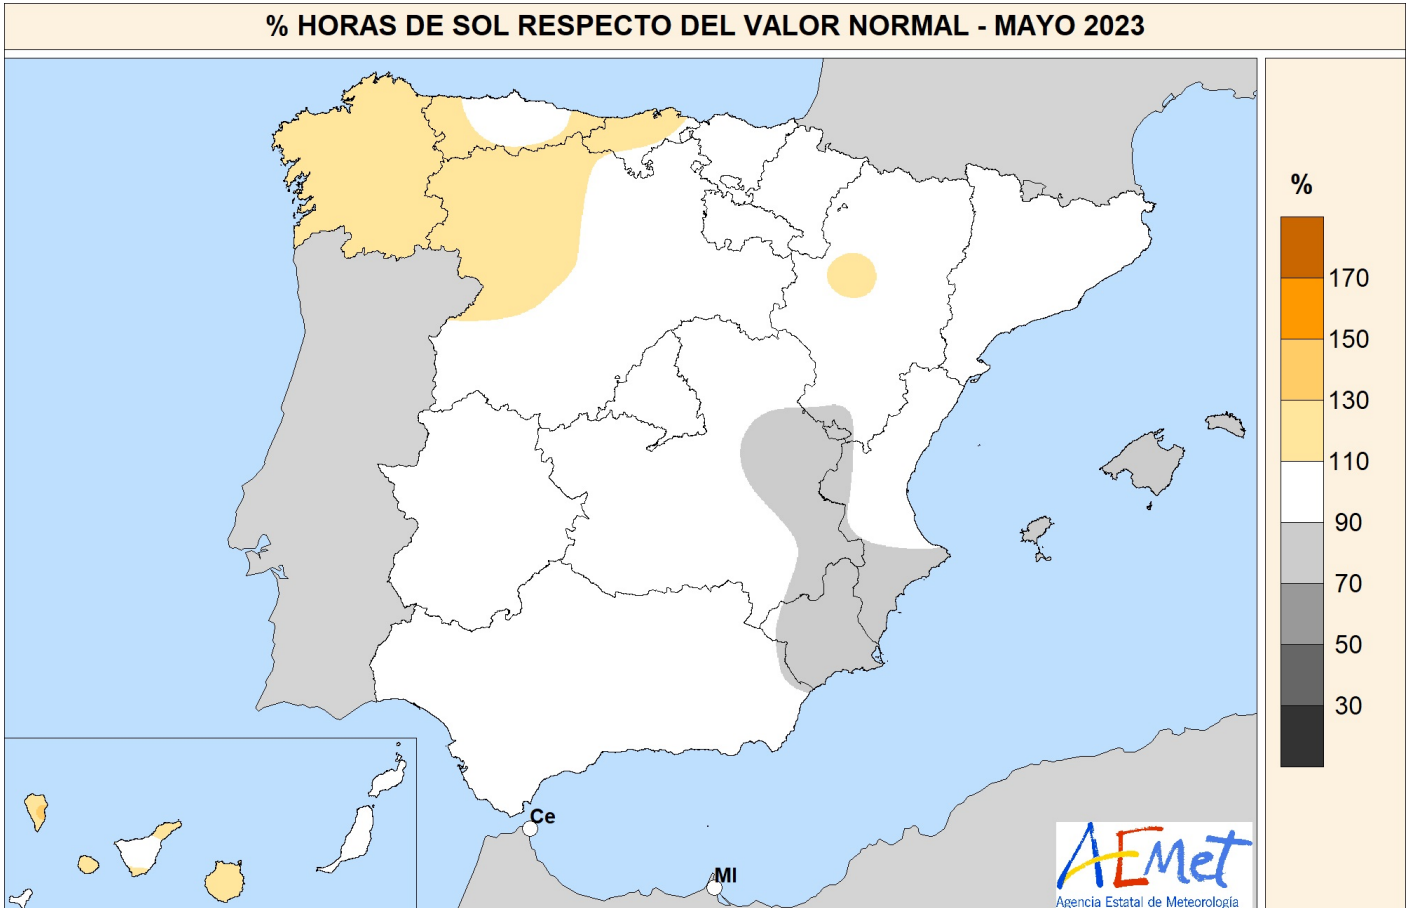 % HORAS DE SOL RESPECTO DEL VALOR NORMAL - MAYO 2023
%
170
150
130
110
90
70
50
30
Ce
Ml
AEMet
Agencia Estatal de Meteorología